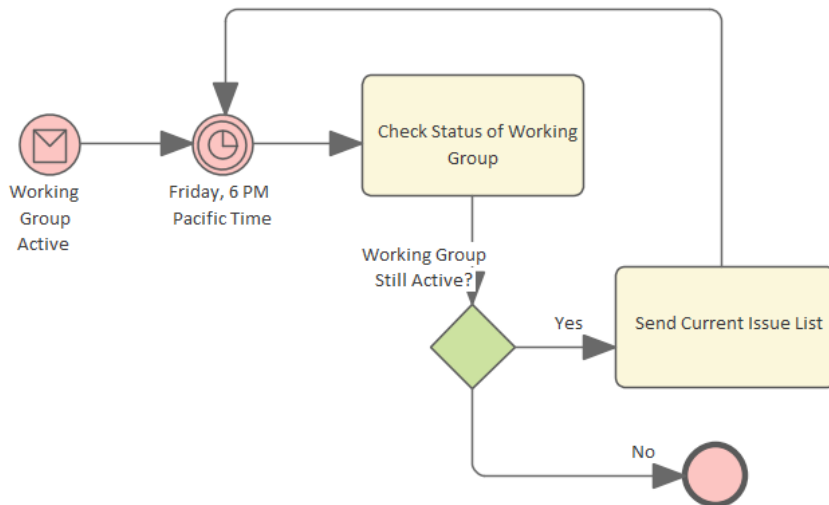 Working
Group
Active
Friday, 6 PM
Pacific Time
Check Status of Working
Group
Working Group
Still Active?
Yes
Send Current Issue List
No